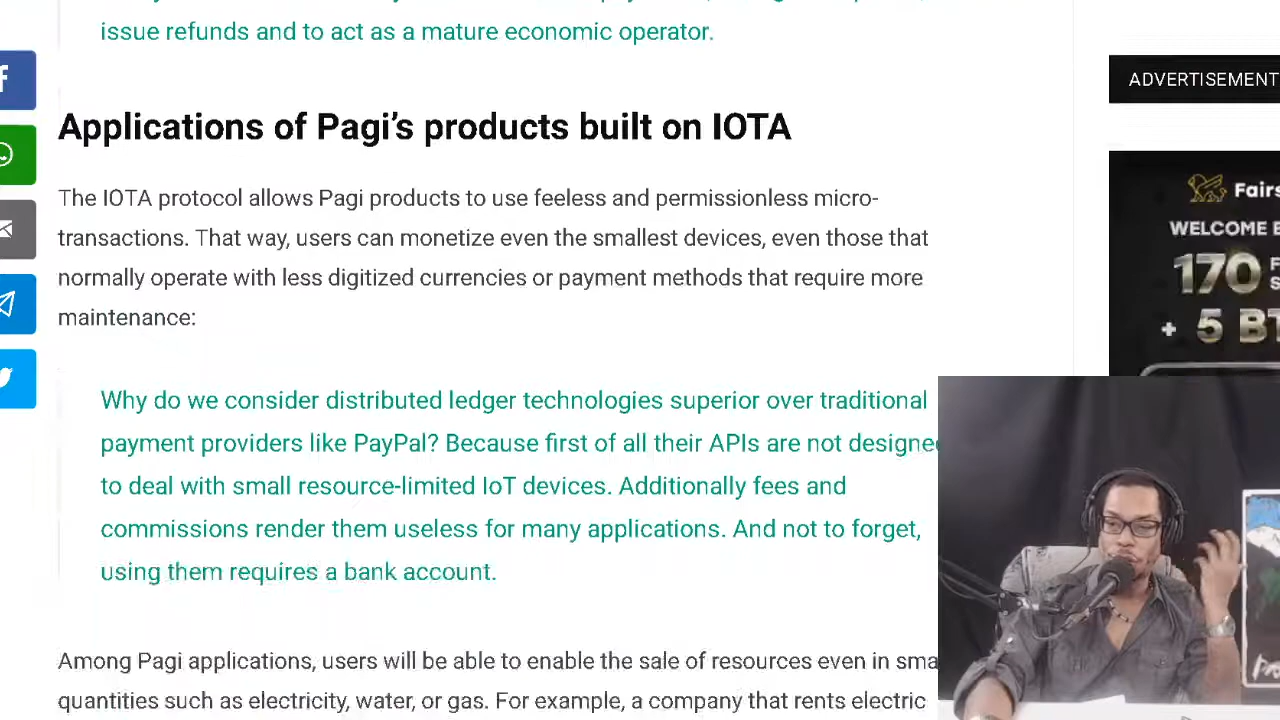 issue refunds and to act as a mature economic operator.
ADVERTISEMENT
Applications of Pagi’s products built on IOTA
The IOTA protocol allows Pagi products to use feeless and permissionless micro-
transactions. That way, users can monetize even the smallest devices, even those that
normally operate with less digitized currencies or payment methods that require more
maintenance:
Fairs
WELCOME B
170 F
S
+ 5 BT
Why do we consider distributed ledger technologies superior over traditional
payment providers like PayPal? Because first of all their APIs are not designe
to deal with small resource-limited IoT devices. Additionally fees and
commissions render them useless for many applications. And not to forget,
using them requires a bank account.
Among Pagi applications, users will be able to enable the sale of resources even in sma
quantities such as electricity, water, or gas. For example, a company that rents electric